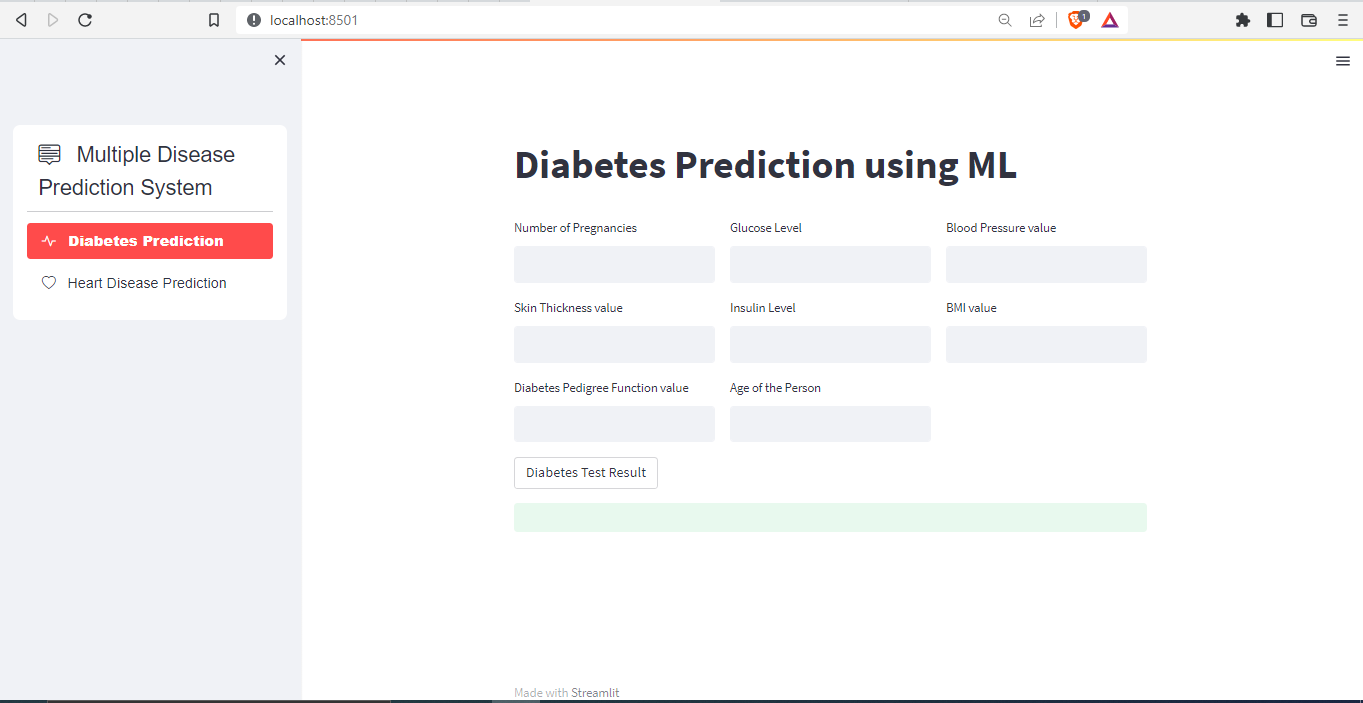 localhost:8501
1
Multiple Disease
Prediction System
Diabetes Prediction
Heart Disease Prediction
Diabetes Prediction using ML
Number of Pregnancies
Glucose Level
Blood Pressure value
Skin Thickness value
Insulin Level
BMI value
Diabetes Pedigree Function value
Age of the Person
Diabetes Test Result
Made with Streamlit